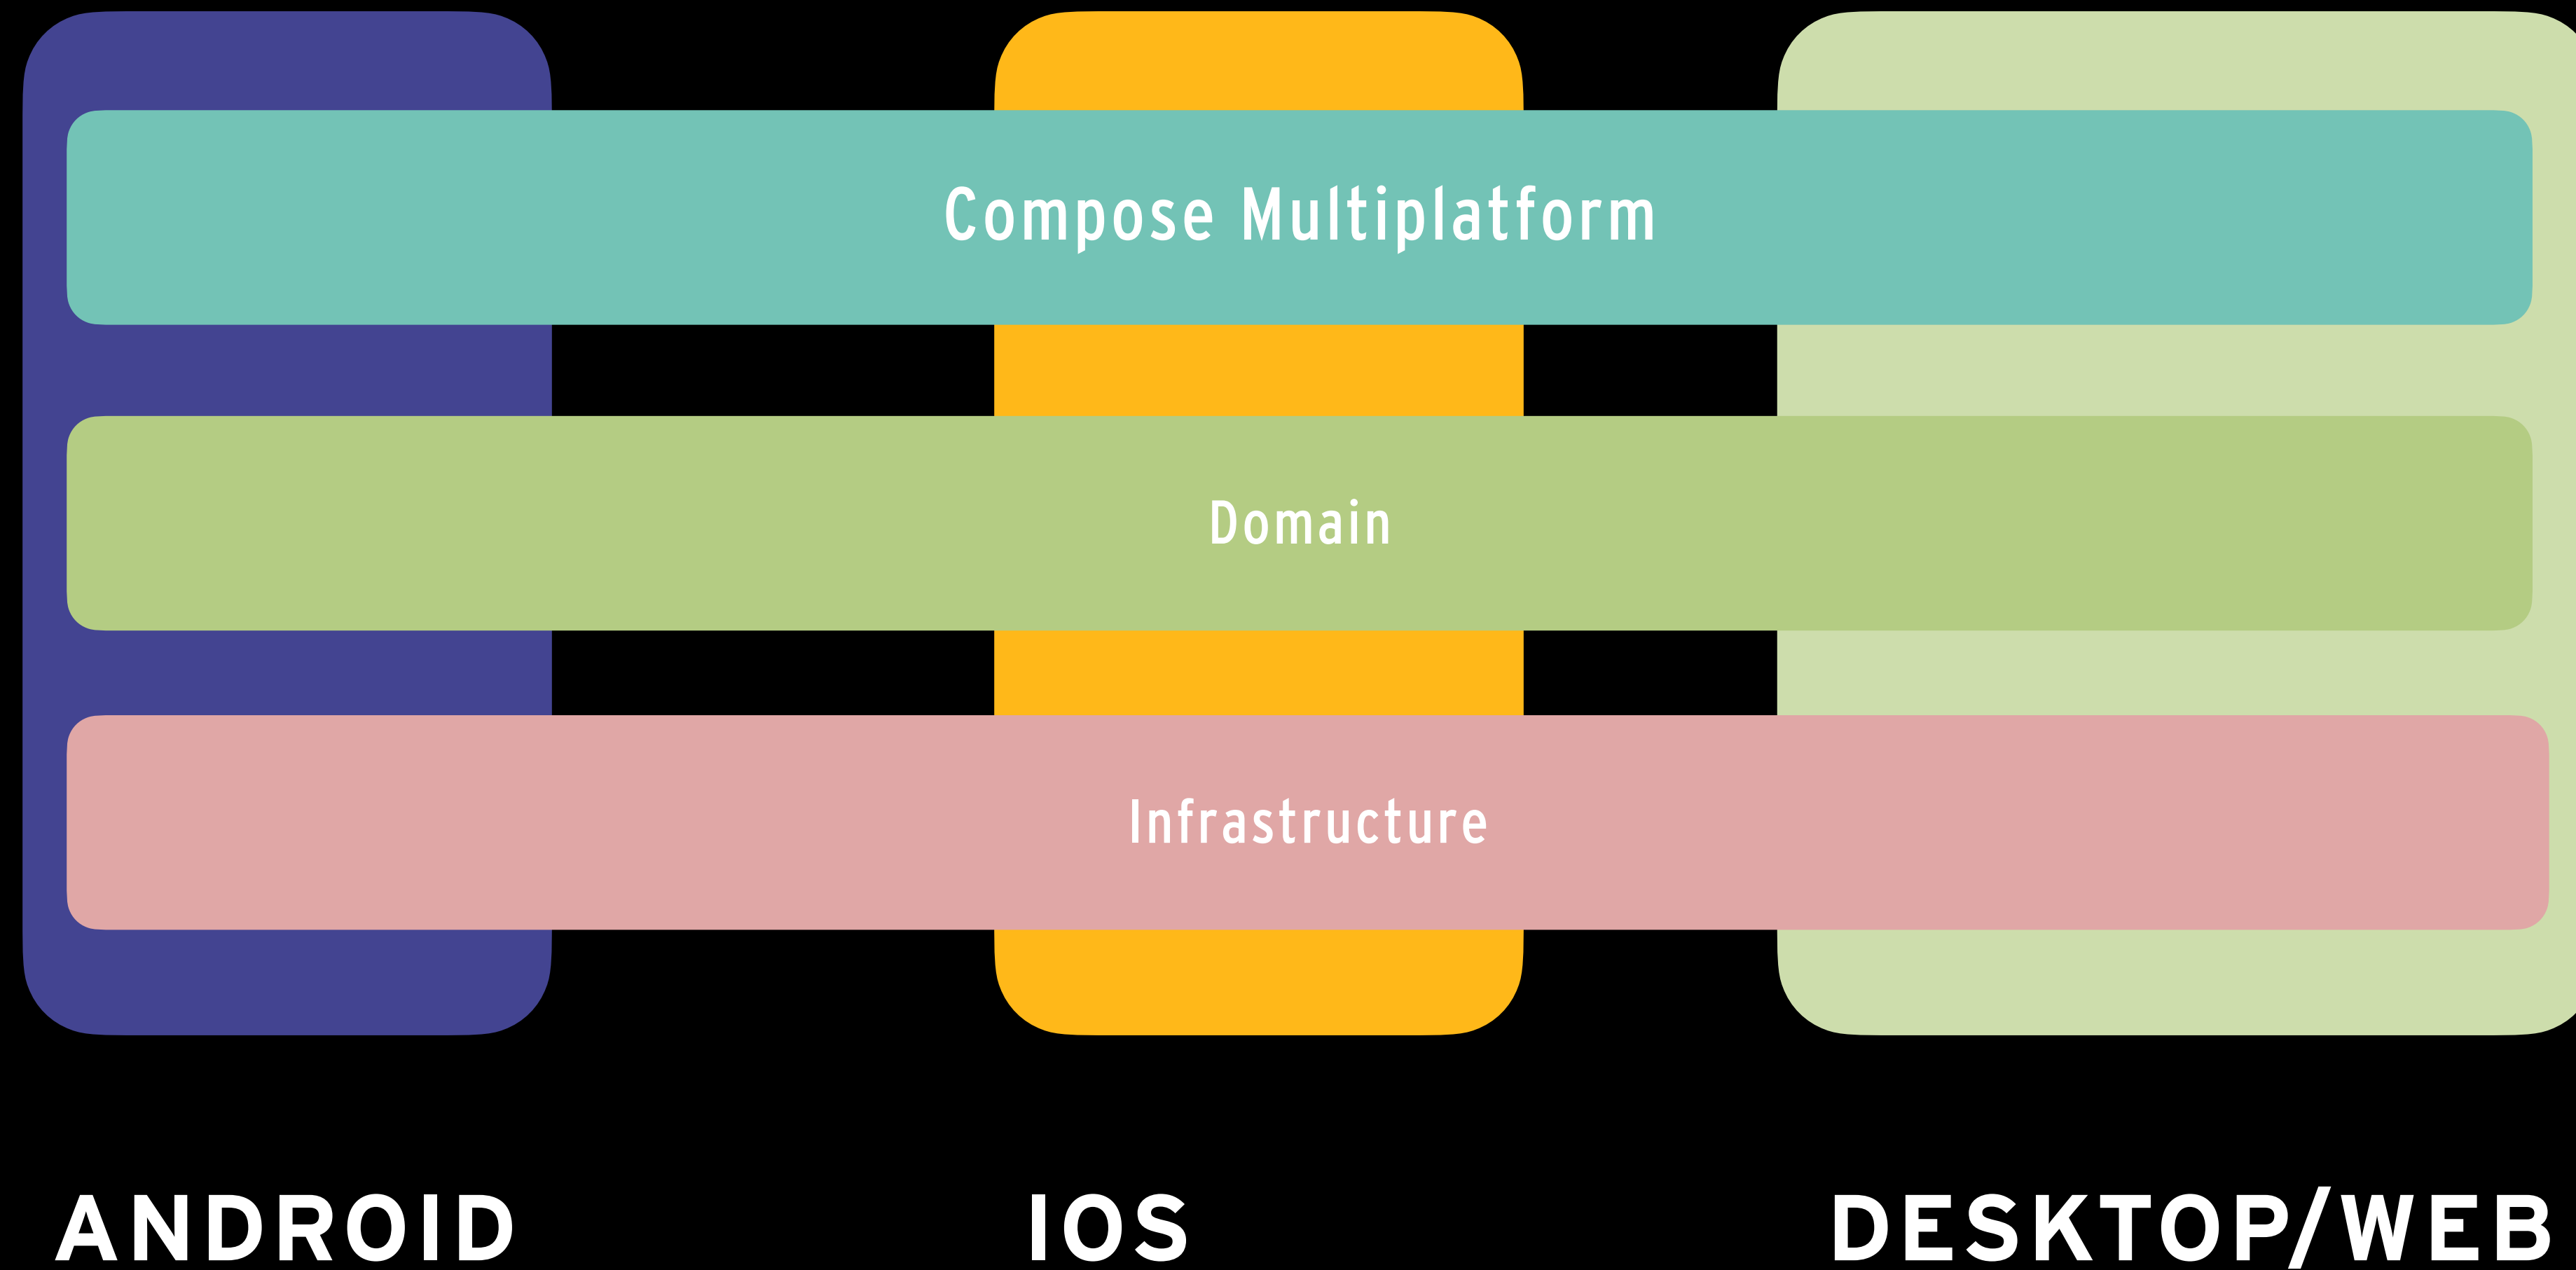 Compose Multiplatform
Domain
Infrastructure
ANDROID IOS DESKTOP/WEB